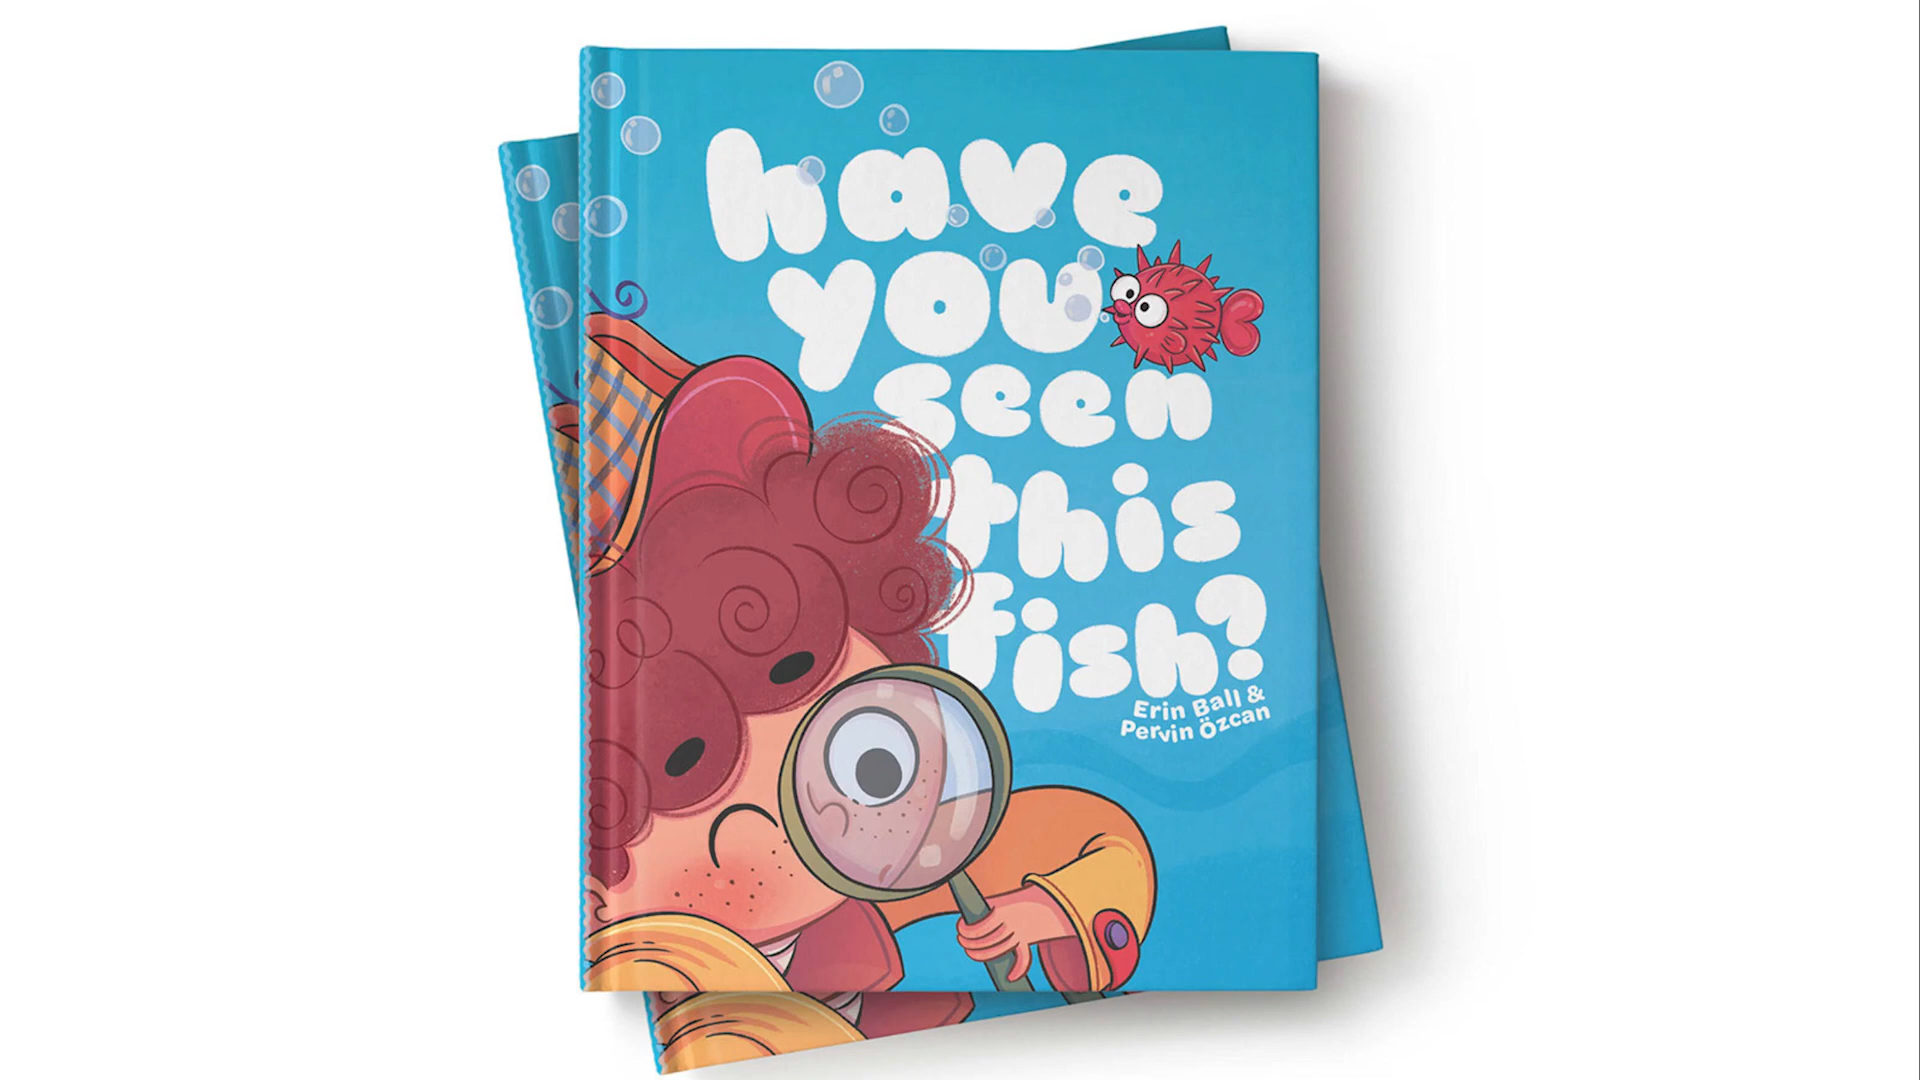 have
you
seen
this
fish?
Erin Ball &
Pervin Özcan